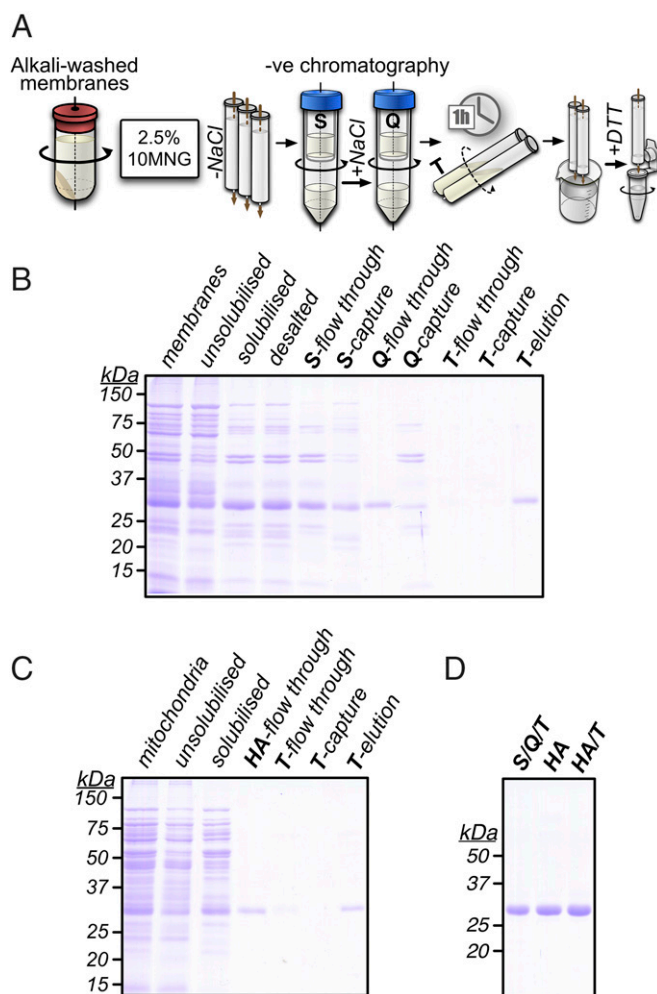 A
Alkali-washed
membranes
-ve chromatography
2.5%
10MNG
-NaCl
S
+NaCl
Q
1h
T
+DTT
B
membranes
unsolubilised
solubilised
desalted
S-flow through
S-capture
Q-flow through
Q-capture
T-flow through
T-capture
T-elution
kDa
150
75
50
37
25
20
15
C
mitochondria
unsolubilised
solubilised
HA-flow through
T-flow through
T-capture
T-elution
kDa
150
75
50
37
25
20
15
D
S/Q/T
HA
HA/T
kDa
50
37
25
20